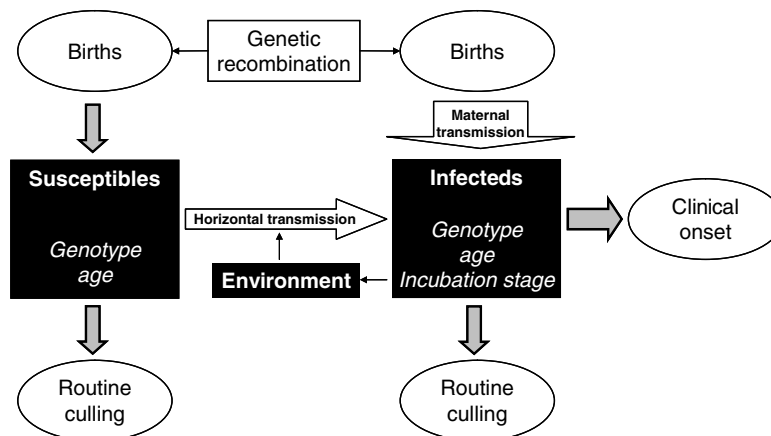 Births
Genetic
recombination
Births
Maternal
transmission
Susceptibles
Genotype
age
Horizontal transmission
Environment
Infecteds
Genotype
age
Incubation stage
Clinical
onset
Routine
culling
Routine
culling